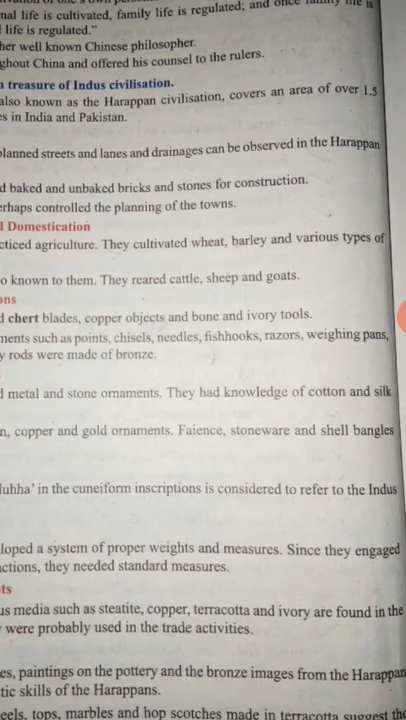 nal life is cultivated, family life is regulated; and once family life is
life is regulated."
her well known Chinese philosopher.
ghout China and offered his counsel to the rulers.
treasure of Indus civilisation.
also known as the Harappan civilisation, covers an area of over 1.5
es in India and Pakistan.
planned streets and lanes and drainages can be observed in the Harappan
d baked and unbaked bricks and stones for construction.
erhaps controlled the planning of the towns.
d Domestication
cticed agriculture. They cultivated wheat, barley and various types of
o known to them. They reared cattle, sheep and goats.
ons
d chert blades, copper objects and bone and ivory tools.
ments such as points, chisels, needles, fishhooks, razors, weighing pans,
y rods were made of bronze.
d metal and stone ornaments. They had knowledge of cotton and silk
n, copper and gold ornaments. Faience, stoneware and shell bangles
luhha' in the cuneiform inscriptions is considered to refer to the Indus
loped a system of proper weights and measures. Since they engaged
actions, they needed standard measures.
ts
us media such as steatite, copper, terracotta and ivory are found in the
were probably used in the trade activities.
es, paintings on the pottery and the bronze images from the Harappan
tic skills of the Harappans.
eels, tops, marbles and hop scotches made in terracotta suggest the